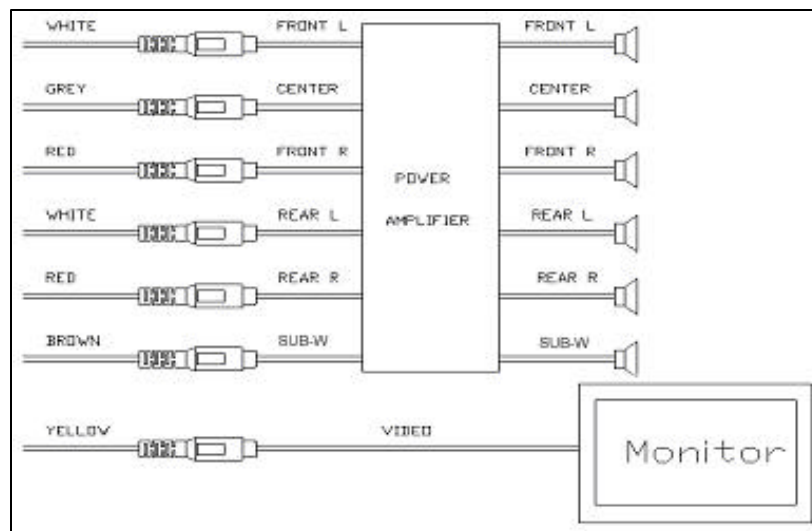 WHITE FRONT L FRONT L
GREY CENTER CENTER
RED FRONT R FRONT R
POWER
WHITE REAR L REAR L
AMPLIFIER
RED REAR R REAR R
BROWN SUB-W SUB-W
YELLOW VIDEO
Monitor